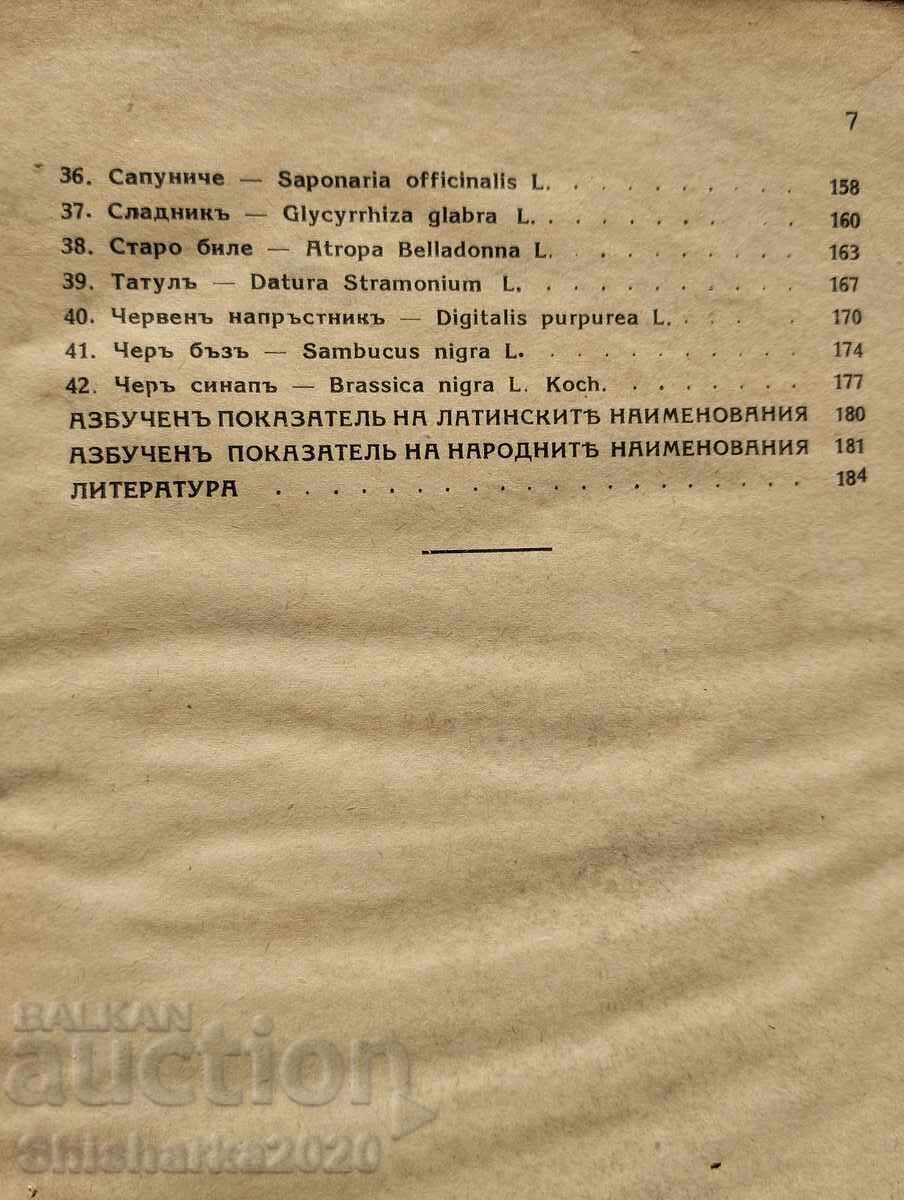 7
36. Сапуниче — Saponaria officinalis L. . . . . . . . . . 158
37. Сладникъ — Glycyrrhiza glabra L. . . . . . . . . . 160
38. Старо биле — Atropa Belladonna L. . . . . . . . . . 163
39. Татулъ — Datura Stramonium L. . . . . . . . . . 167
40. Червенъ напръстникъ — Digitalis purpurea L. . . . . 170
41. Черъ бъзъ — Sambucus nigra L. . . . . . . . . . 174
42. Черъ синапъ — Brassica nigra L. Koch. . . . . . . . 177
АЗБУЧЕНЪ ПОКАЗАТЕЛЬ НА ЛАТИНСКИТѢ НАИМЕНОВАНИЯ 180
АЗБУЧЕНЪ ПОКАЗАТЕЛЬ НА НАРОДНИТѢ НАИМЕНОВАНИЯ 181
ЛИТЕРАТУРА . . . . . . . . . . . . . . . . . . . 184
BALKAN
auction
Shisharka2020